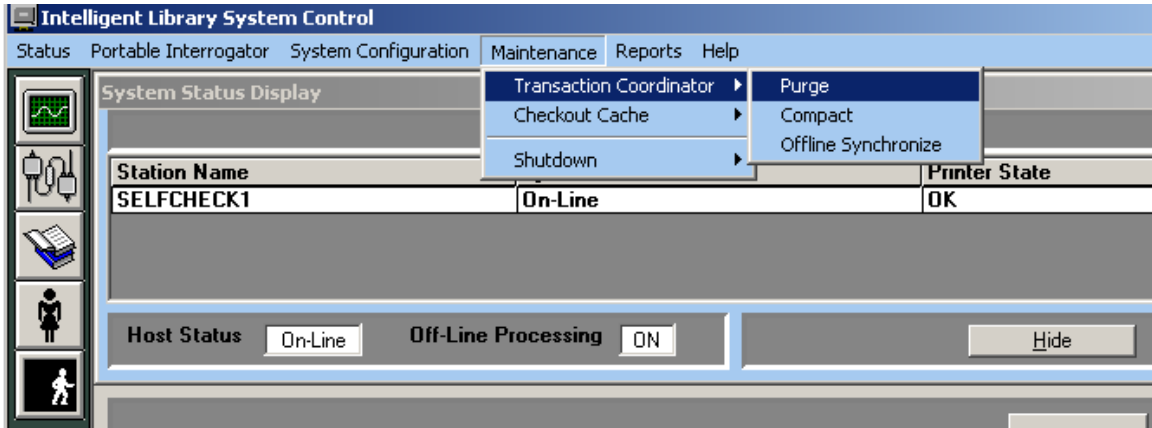 Intelligent Library System Control
Status Portable Interrogator System Configuration Maintenance Reports Help
System Status Display
Transaction Coordinator
Checkout Cache
Shutdown
Purge
Compact
Offline Synchronize
Station Name Printer State
SELFCHECK1 On-Line OK
Host Status On-Line Off-Line Processing ON Hide